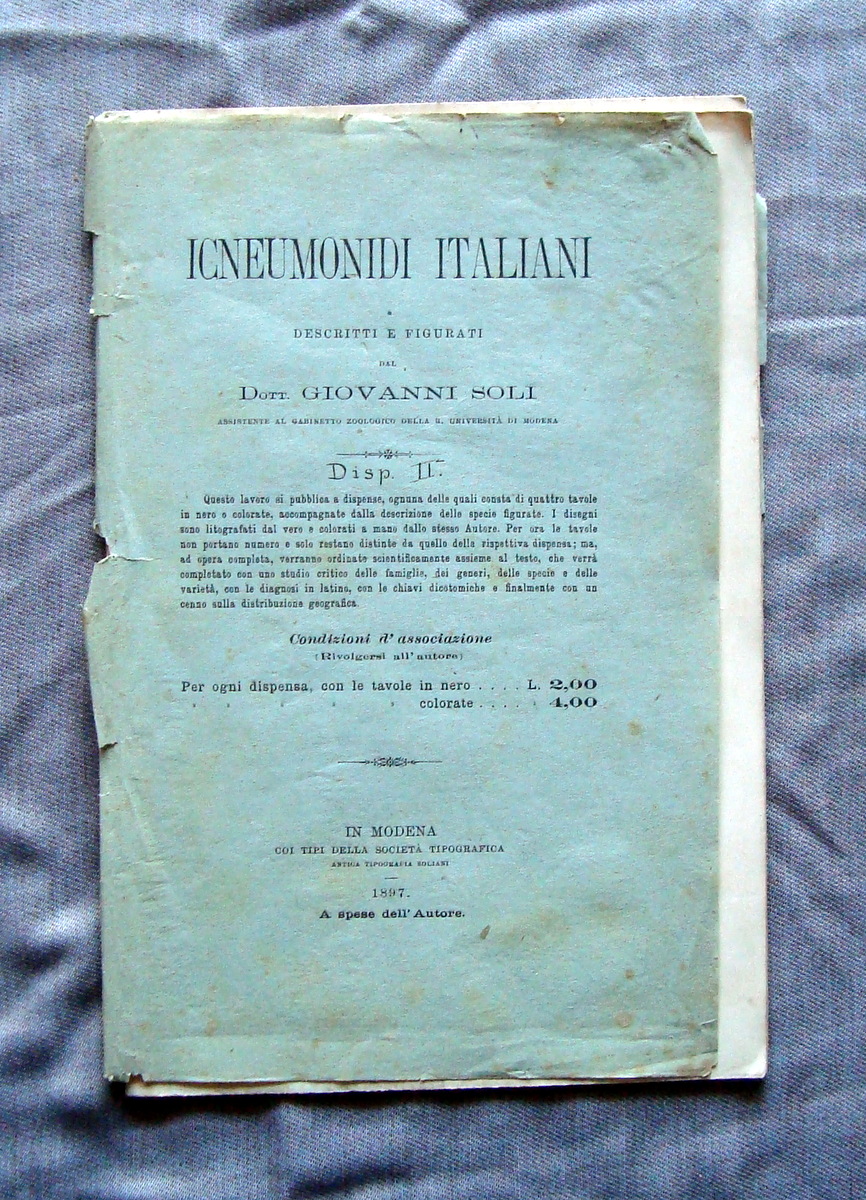 ICNEUMONIDI ITALIANI
DESCRITTI E FIGURATI
DAL
DOTT. GIOVANNI SOLI
ASSISTENTE AL GABINETTO ZOOLOGICO DELLA R. UNIVERSITÀ DI MODENA
Disp. II.
Questo lavoro si pubblica a dispense, ognuna delle quali consta di quattro tavole
in nero o colorate, accompagnate dalla descrizione delle specie figurate. I disegni
sono litografati dal vero e colorati a mano dallo stesso Autore. Per ora le tavole
non portano numero e solo restano distinte da quello della rispettiva dispensa; ma,
ad opera completa, verranno ordinate scientificamente assieme al testo, che verrà
completato con uno studio critico delle famiglie, dei generi, delle specie e delle
varietà, con le diagnosi in latino, con le chiavi dicotomiche e finalmente con un
cenno sulla distribuzione geografica.
Condizioni d'associazione
(Rivolgersi all'autore)
Per ogni dispensa, con le tavole in nero . . . . L. 2,00
» » » » » colorate . . . . » 4,00
IN MODENA
COI TIPI DELLA SOCIETÀ TIPOGRAFICA
ANTICA TIPOGRAFIA SOLIANI
1897.
A spese dell'Autore.